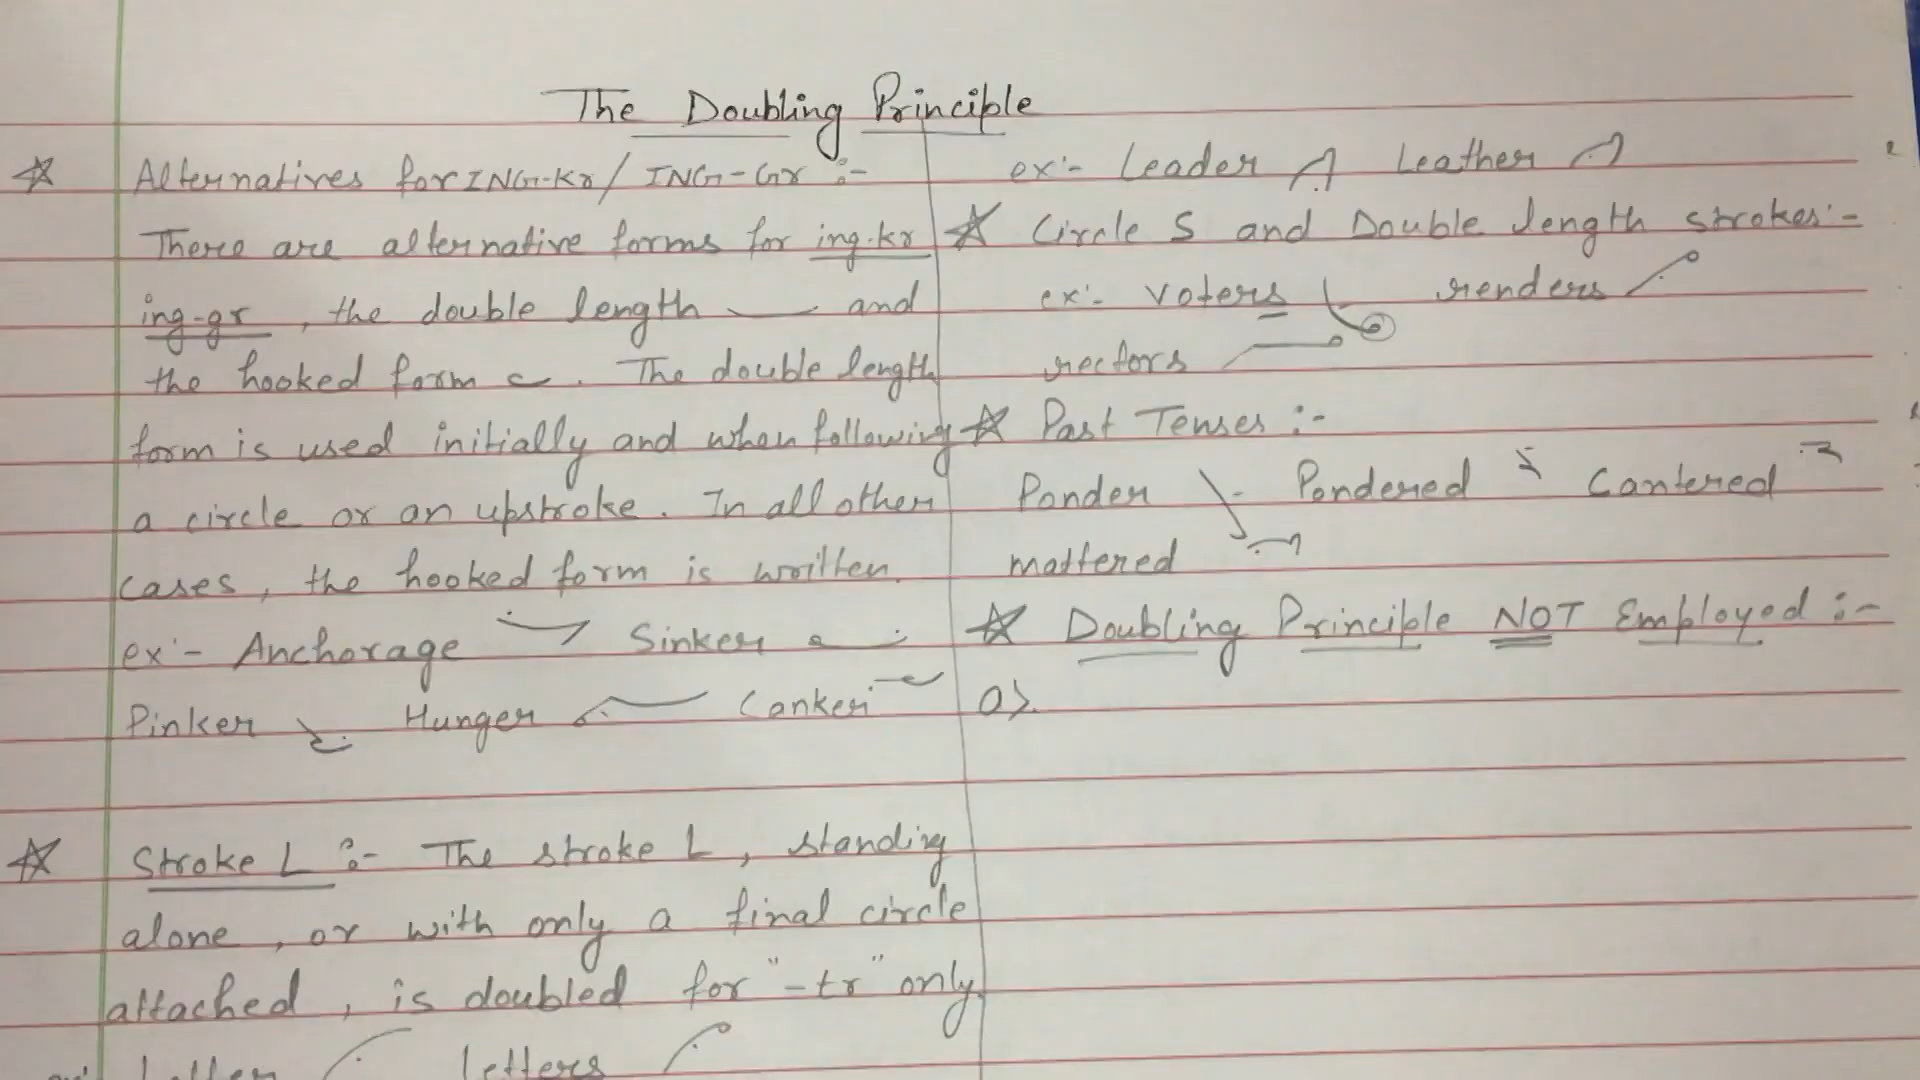 The Doubling Principle
☆ Alternatives for ING-Kr/ ING-Gr :-
There are alternative forms for ing-kr
ing-gr, the double length and
the hooked form. The double length
form is used initially and when following
a circle or an upstroke. In all other
cases, the hooked form is written.
ex:- Anchorage Sinker
Pinker Hunger Canker
☆ Stroke L :- The stroke L, standing
alone, or with only a final circle
attached, is doubled for "-tr" only.
letter letters
ex:- Leader Leather
☆ Circle S and Double length strokes:-
ex:- voters renders
rectors
☆ Past Tenses :-
Ponder Pondered Cantered
mattered
☆ Doubling Principle NOT Employed :-
a).